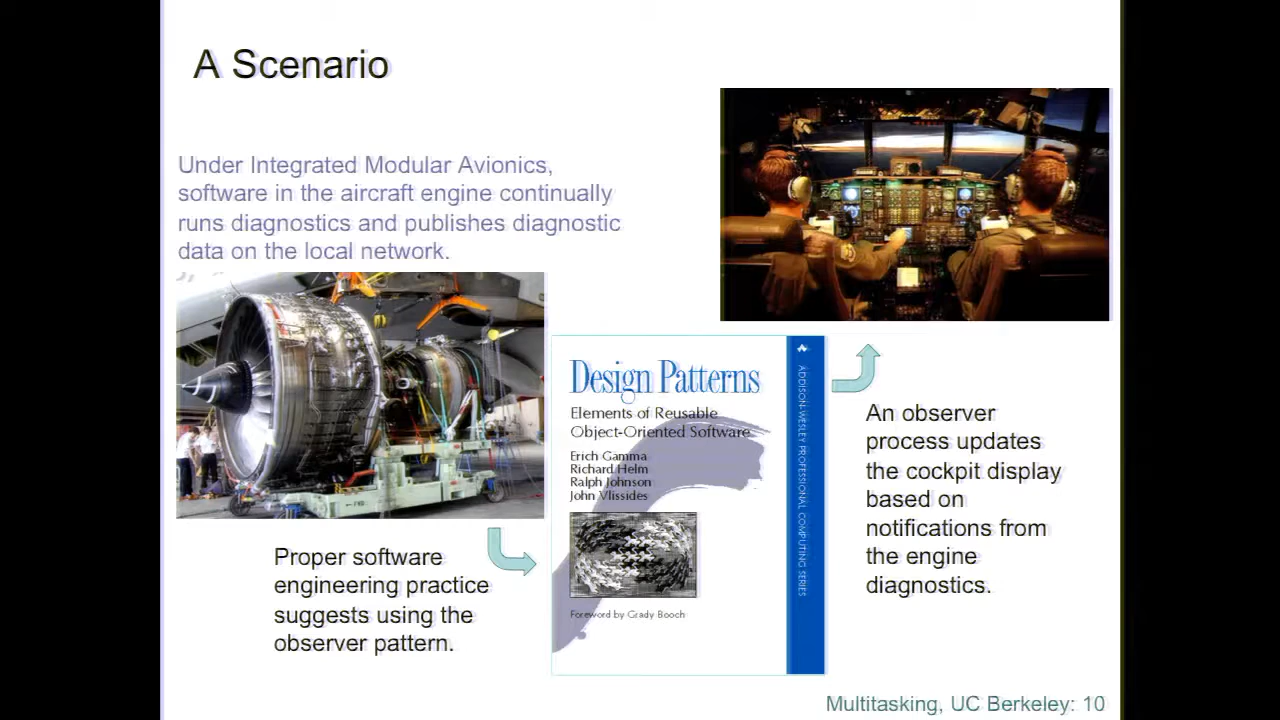 A Scenario
Under Integrated Modular Avionics,
software in the aircraft engine continually
runs diagnostics and publishes diagnostic
data on the local network.
Proper software
engineering practice
suggests using the
observer pattern.
Design Patterns
Elements of Reusable
Object-Oriented Software
Erich Gamma
Richard Helm
Ralph Johnson
John Vlissides
Foreword by Grady Booch
ADDISON-WESLEY PROFESSIONAL COMPUTING SERIES
An observer
process updates
the cockpit display
based on
notifications from
the engine
diagnostics.
Multitasking, UC Berkeley: 10